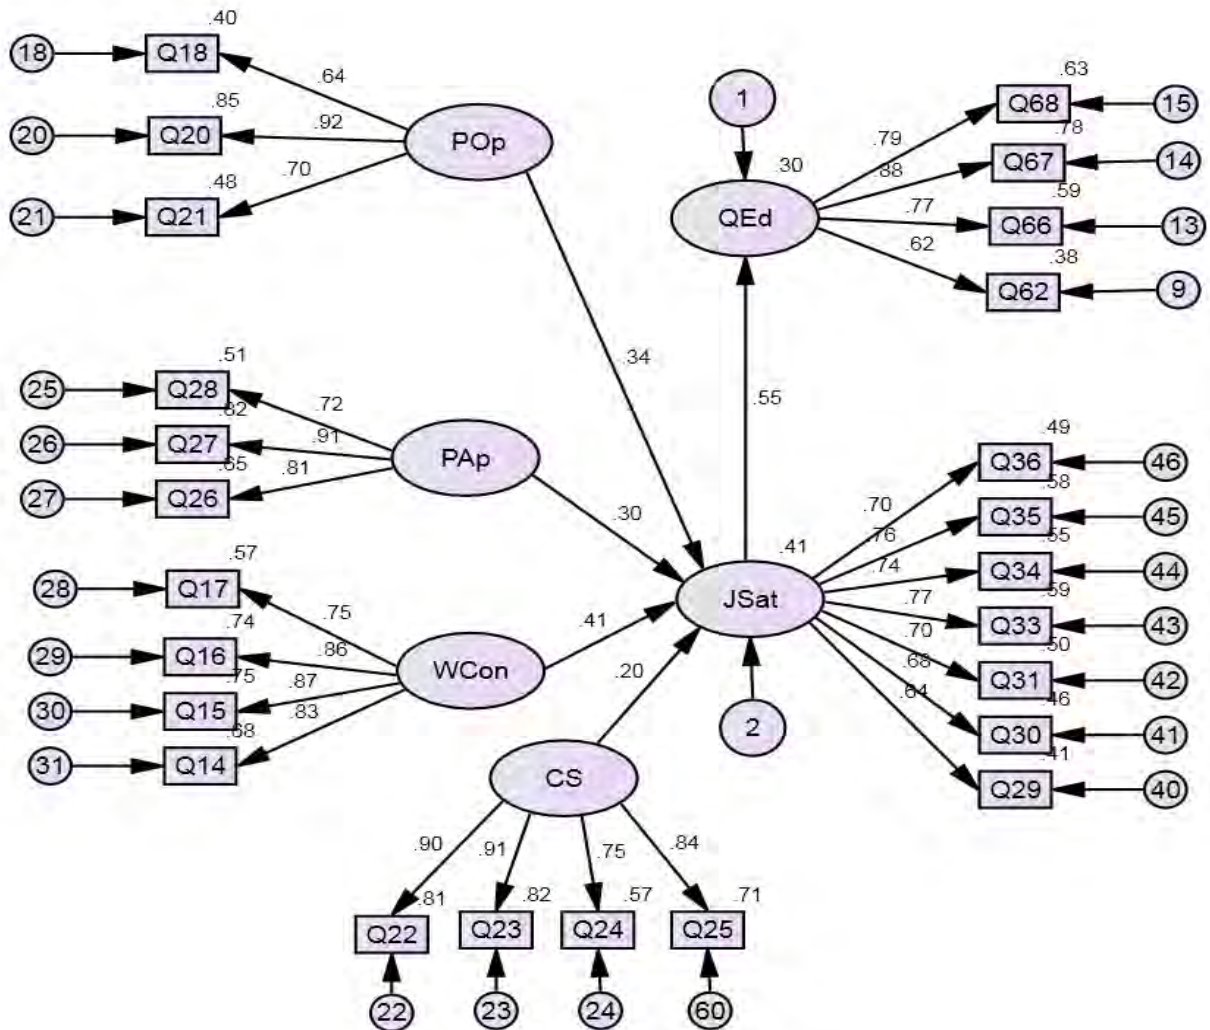 .40
18
Q18
.64
.85
20
Q20
.92
POp
.48
.70
21
Q21
1
.63
Q68
15
.79
.78
.30
.88
Q67
14
QEd
.59
.77
Q66
13
.62
.38
Q62
9
.34
.55
.51
25
Q28
.72
.82
26
Q27
.91
PAp
.65
.81
27
Q26
.30
.49
Q36
46
.70
.58
.76
Q35
45
.41
.55
.74
Q34
44
JSat
.59
.77
Q33
43
.70
.50
.68
Q31
42
.64
.46
Q30
41
.41
Q29
40
.57
28
Q17
.75
.74
29
Q16
.86
WCon
.41
.75
.87
30
Q15
.83
.68
31
Q14
.20
2
CS
.90
.91
.75
.84
.81
.82
.57
.71
Q22
Q23
Q24
Q25
22
23
24
60